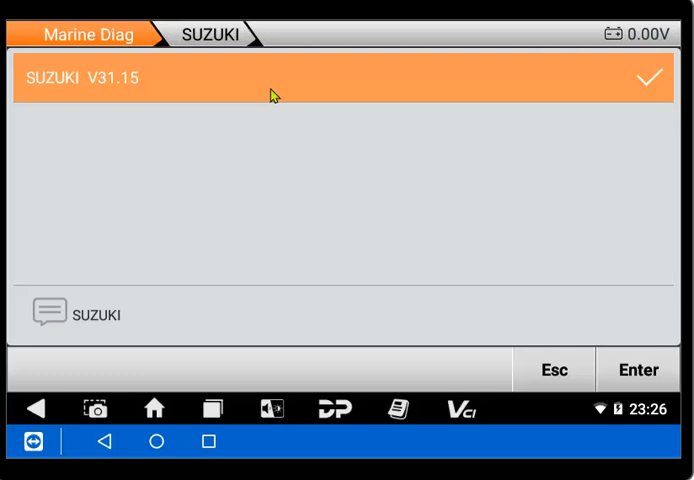 Marine Diag SUZUKI 0.00V
SUZUKI V31.15
SUZUKI
Esc Enter
DP VCI 23:26